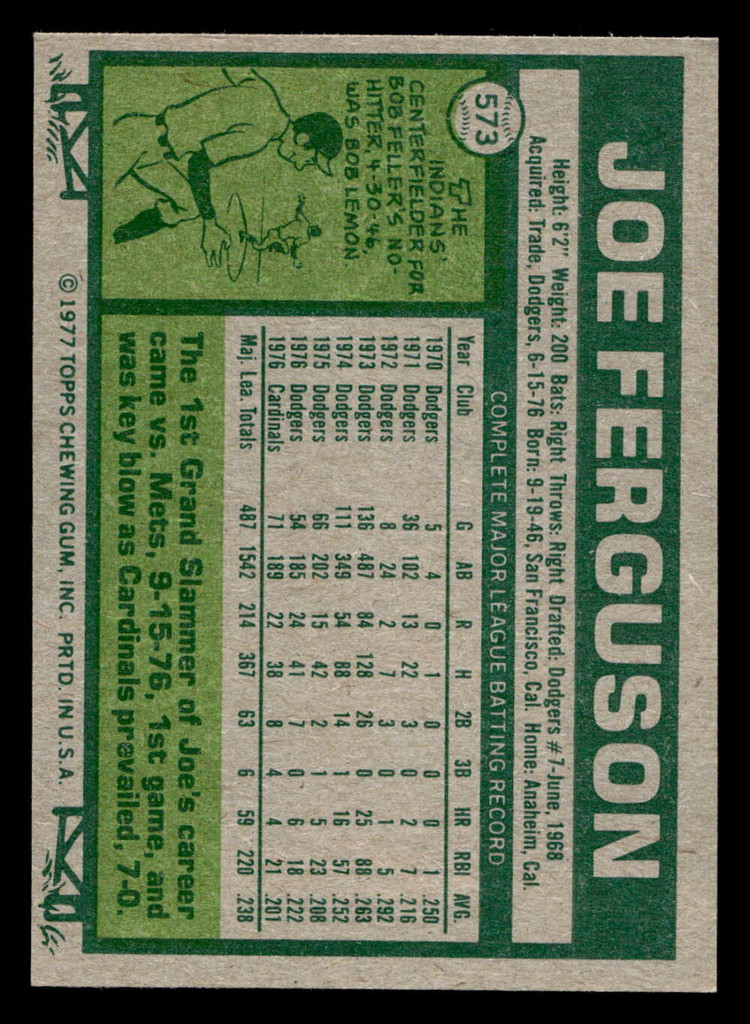 JOE FERGUSON
573
Height: 6'2" Weight: 200 Bats: Right Throws: Right Drafted: Dodgers #7-June, 1968
Acquired: Trade, Dodgers, 6-15-76 Born: 9-19-46, San Francisco, Cal. Home: Anaheim, Cal.
THE
INDIANS'
CENTERFIELDER FOR
BOB FELLER'S NO-
HITTER, 4-30-46,
WAS BOB LEMON.
COMPLETE MAJOR LEAGUE BATTING RECORD
Year Club G AB R H 2B 3B HR RBI AVG.
1970 Dodgers 5 4 0 1 0 0 0 1 .250
1971 Dodgers 36 102 13 22 3 0 2 7 .216
1972 Dodgers 8 24 2 7 3 0 1 5 .292
1973 Dodgers 136 487 84 128 26 0 25 88 .263
1974 Dodgers 111 349 54 88 14 1 16 57 .252
1975 Dodgers 66 202 15 42 2 1 5 23 .208
1976 Dodgers 54 185 24 41 7 0 6 18 .222
1976 Cardinals 71 189 22 38 8 4 4 21 .201
Maj. Lea. Totals 487 1542 214 367 63 6 59 220 .238
The 1st Grand Slammer of Joe's career
came vs. Mets, 9-15-76, 1st game, and
was key blow as Cardinals prevailed, 7-0.
© 1977 TOPPS CHEWING GUM, INC. PRTD. IN U.S.A.